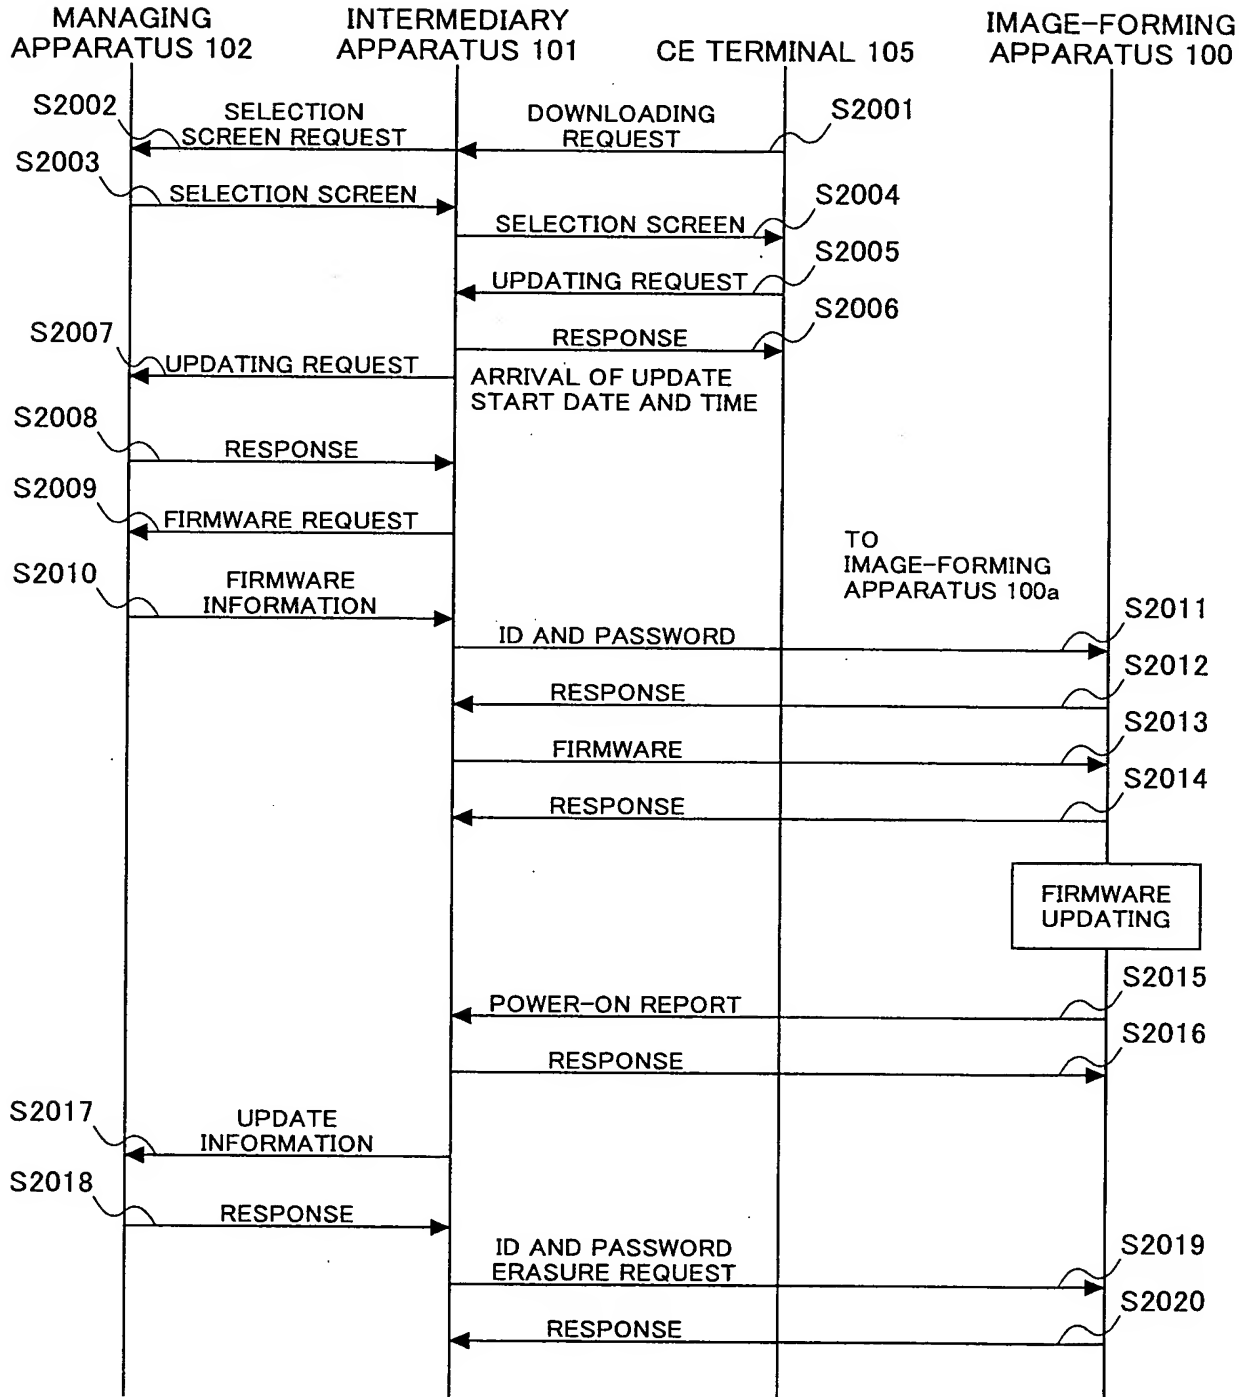 MANAGING
APPARATUS 102
INTERMEDIARY
APPARATUS 101
CE TERMINAL 105
IMAGE-FORMING
APPARATUS 100
S2002
SELECTION
SCREEN REQUEST
DOWNLOADING
REQUEST
S2001
S2003
SELECTION SCREEN
S2004
SELECTION SCREEN
S2005
UPDATING REQUEST
S2006
RESPONSE
S2007
UPDATING REQUEST
ARRIVAL OF UPDATE
START DATE AND TIME
S2008
RESPONSE
S2009
FIRMWARE REQUEST
TO
IMAGE-FORMING
APPARATUS 100a
S2010
FIRMWARE
INFORMATION
S2011
ID AND PASSWORD
S2012
RESPONSE
S2013
FIRMWARE
S2014
RESPONSE
FIRMWARE
UPDATING
S2015
POWER-ON REPORT
S2016
RESPONSE
S2017
UPDATE
INFORMATION
S2018
RESPONSE
ID AND PASSWORD
ERASURE REQUEST
S2019
S2020
RESPONSE